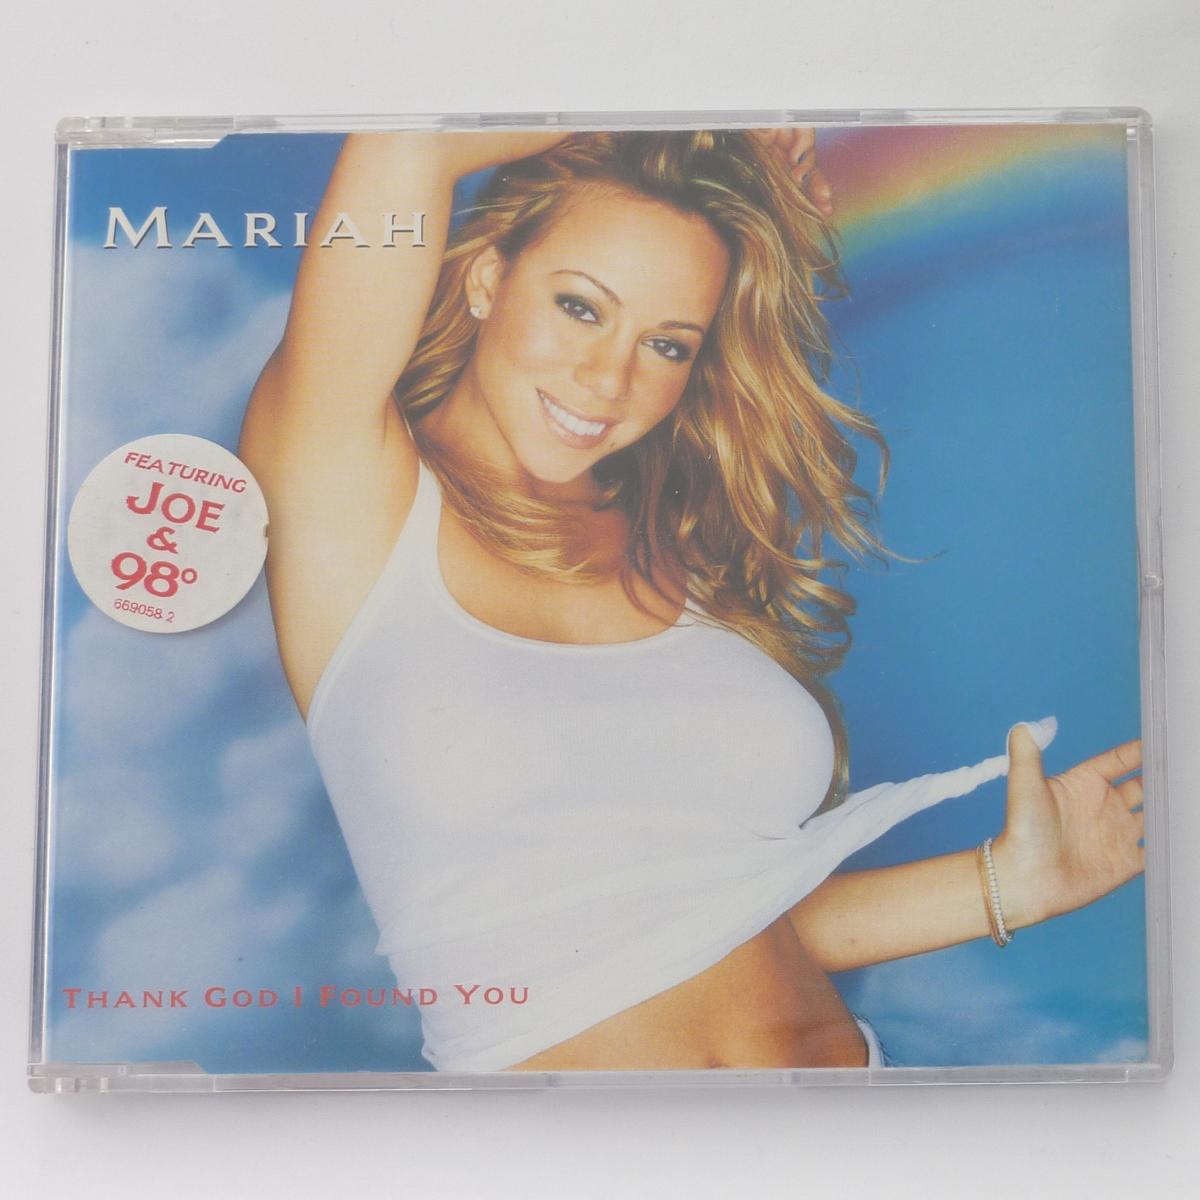 MARIAH
FEATURING
JOE
&
98°
669058 2
THANK GOD I FOUND YOU